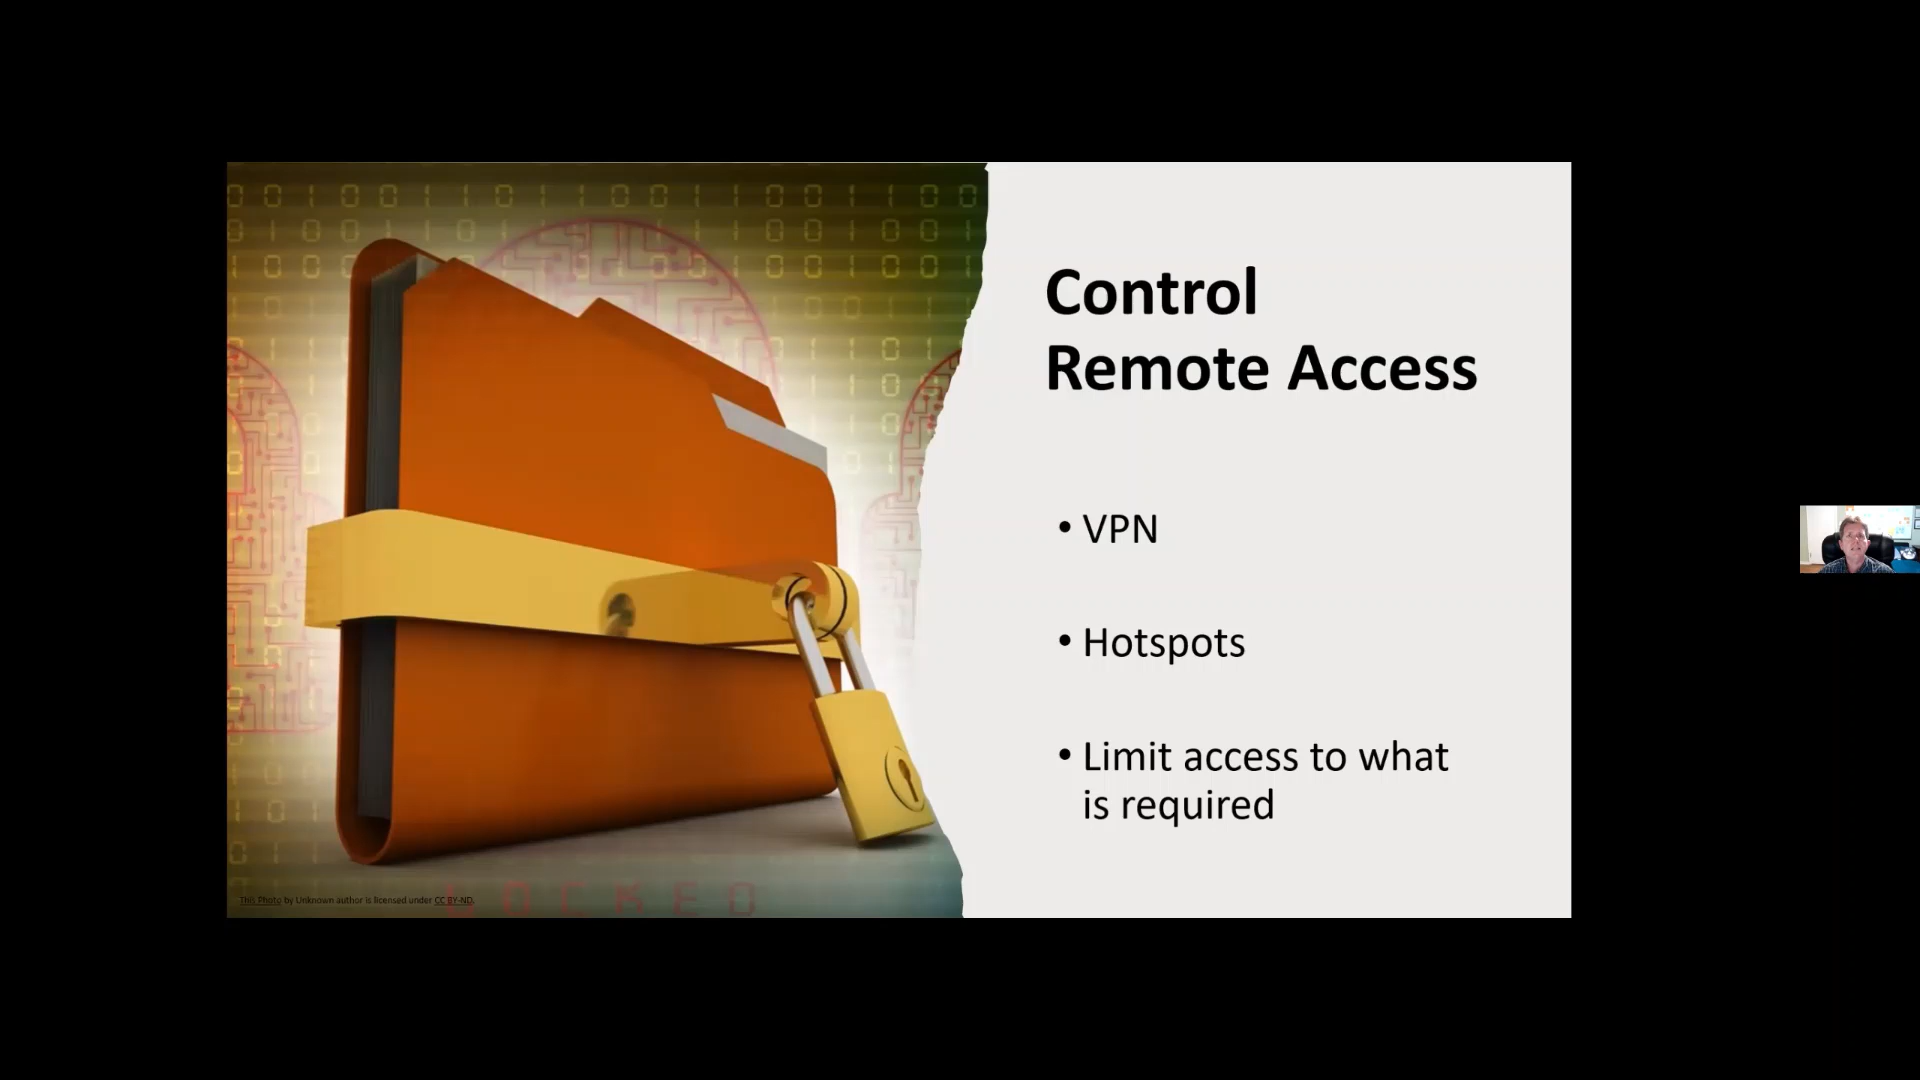 Control
Remote Access
• VPN
• Hotspots
• Limit access to what
is required
This Photo by Unknown author is licensed under CC BY-ND.
LOCKED